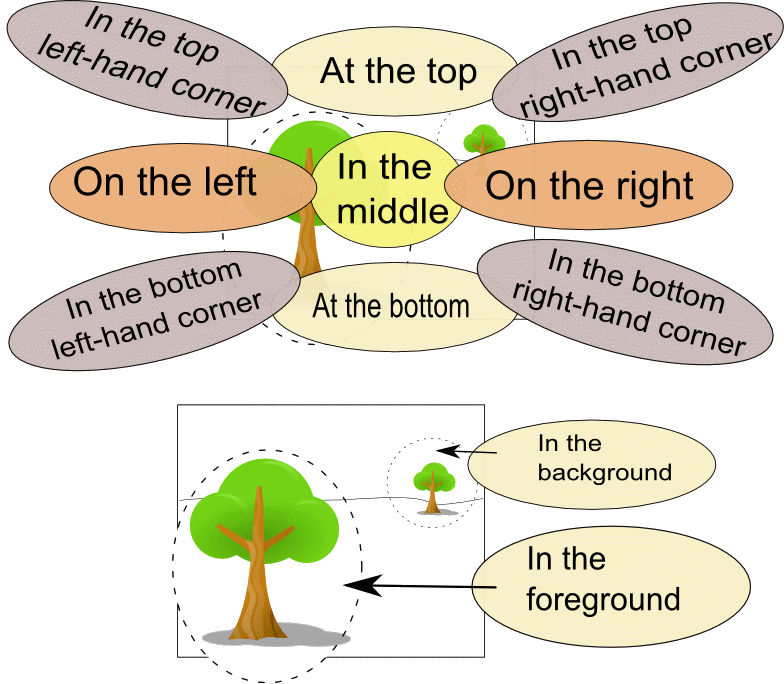 In the top
left-hand corner
At the top
In the top
right-hand corner
On the left
In the
middle
On the right
In the bottom
left-hand corner
At the bottom
In the bottom
right-hand corner
In the
background
In the
foreground